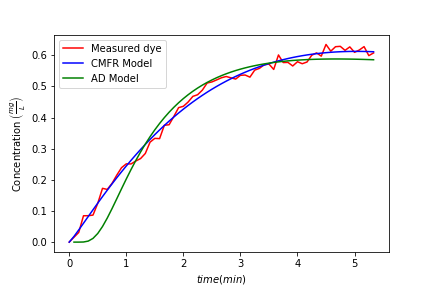 Measured dye
CMFR Model
AD Model
0.6
0.5
0.4
0.3
0.2
0.1
0.0
Concentration (mg/L)
0 1 2 3 4 5
time(min)